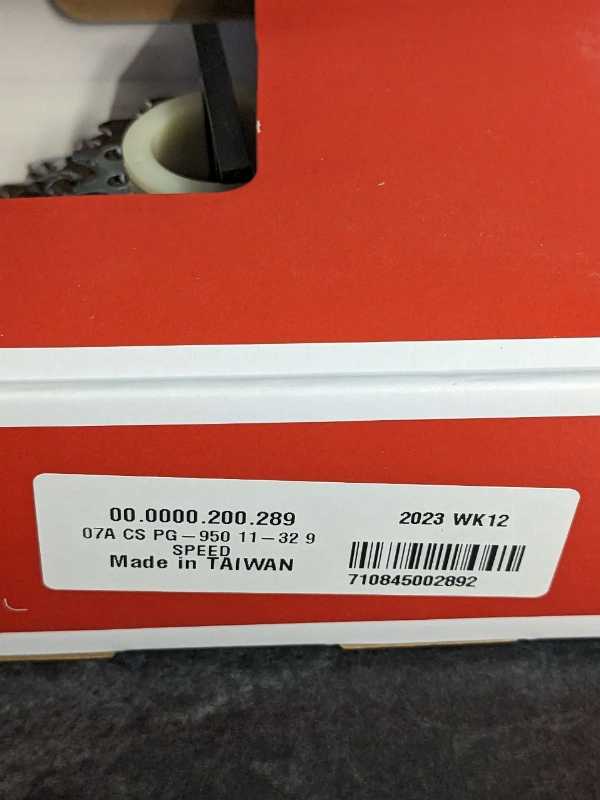 00.0000.200.289
07A CS PG-950 11-32 9
SPEED
Made in TAIWAN
2023 WK12
710845002892